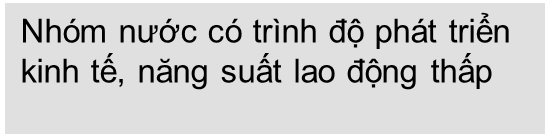 Nhóm nước có trình độ phát triển
kinh tế, năng suất lao động thấp